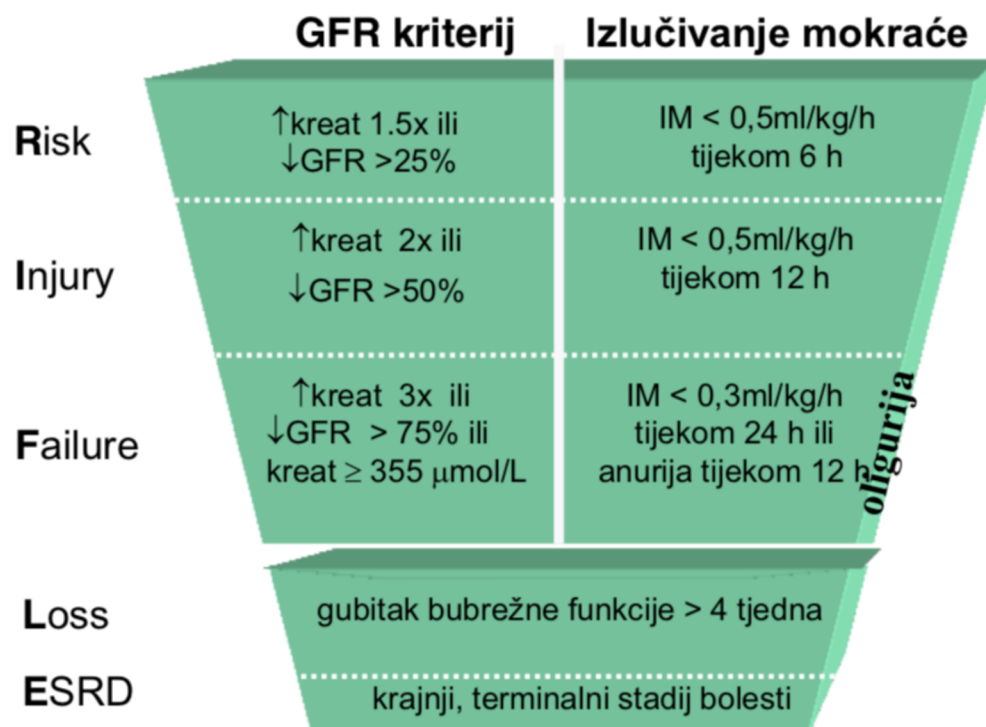 GFR kriterij
Izlučivanje mokraće
Risk
↑kreat 1.5x ili
↓GFR >25%
IM < 0,5ml/kg/h
tijekom 6 h
Injury
↑kreat 2x ili
↓GFR >50%
IM < 0,5ml/kg/h
tijekom 12 h
Failure
↑kreat 3x ili
↓GFR > 75% ili
kreat ≥ 355 μmol/L
IM < 0,3ml/kg/h
tijekom 24 h ili
anurija tijekom 12 h
oligurija
Loss
gubitak bubrežne funkcije > 4 tjedna
ESRD
krajnji, terminalni stadij bolesti